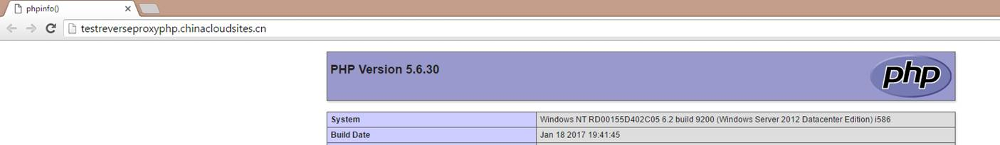 phpinfo()
testreverseproxyphp.chinacloudsites.cn
PHP Version 5.6.30
php
System Windows NT RD00155D402C05 6.2 build 9200 (Windows Server 2012 Datacenter Edition) i586
Build Date Jan 18 2017 19:41:45